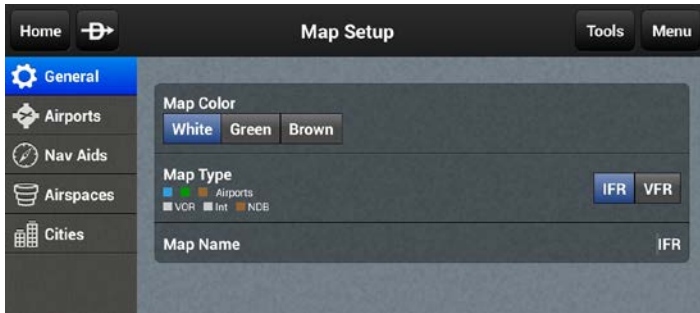 Home
Map Setup
Tools
Menu
General
Airports
Nav Aids
Airspaces
Cities
Map Color
White Green Brown
Map Type
Airports
VOR Int NDB
IFR VFR
Map Name
IFR